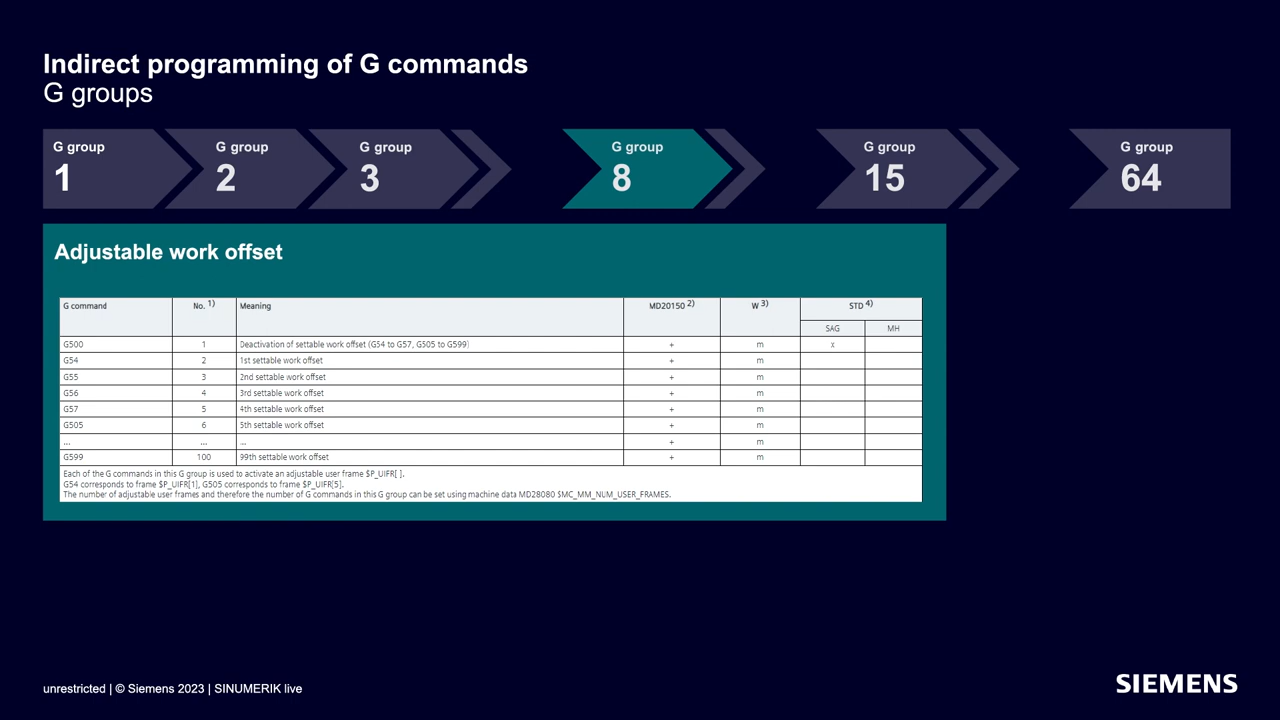 Indirect programming of G commands
G groups
G group G group G group G group G group G group
1 2 3 8 15 64
Adjustable work offset
G command No. 1) Meaning MD20150 2) W 3) STD 4)
SAG MH
G500 1 Deactivation of settable work offset (G54 to G57, G505 to G599) + m x
G54 2 1st settable work offset + m
G55 3 2nd settable work offset + m
G56 4 3rd settable work offset + m
G57 5 4th settable work offset + m
G505 6 5th settable work offset + m
... ... ... + m
G599 100 99th settable work offset + m
Each of the G commands in this G group is used to activate an adjustable user frame $P_UIFR[ ].
G54 corresponds to frame $P_UIFR[1], G505 corresponds to frame $P_UIFR[5].
The number of adjustable user frames and therefore the number of G commands in this G group can be set using machine data MD28080 $MC_MM_NUM_USER_FRAMES.
unrestricted | © Siemens 2023 | SINUMERIK live
SIEMENS